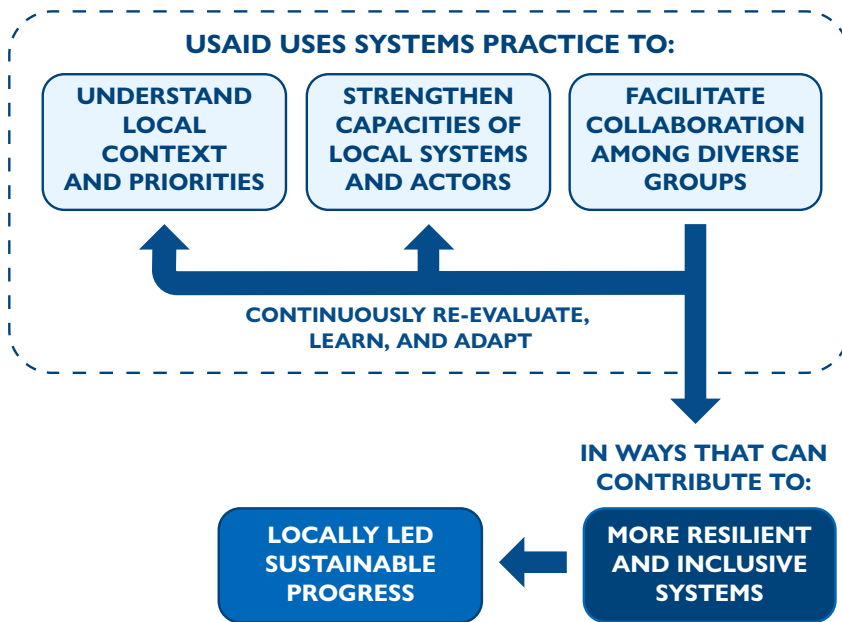 USAID USES SYSTEMS PRACTICE TO:
UNDERSTAND
LOCAL
CONTEXT
AND PRIORITIES
STRENGTHEN
CAPACITIES OF
LOCAL SYSTEMS
AND ACTORS
FACILITATE
COLLABORATION
AMONG DIVERSE
GROUPS
CONTINUOUSLY RE-EVALUATE,
LEARN, AND ADAPT
IN WAYS THAT CAN
CONTRIBUTE TO:
LOCALLY LED
SUSTAINABLE
PROGRESS
MORE RESILIENT
AND INCLUSIVE
SYSTEMS